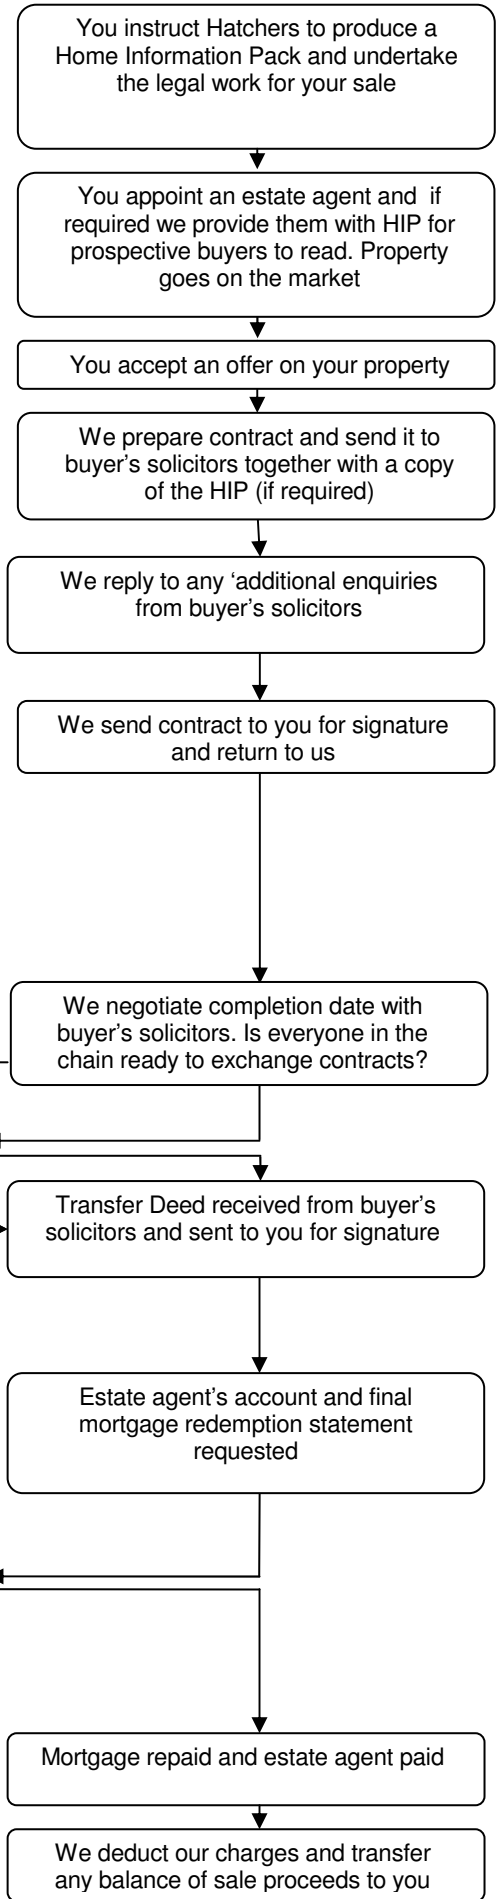 You instruct Hatchers to produce a
Home Information Pack and undertake
the legal work for your sale
You appoint an estate agent and if
required we provide them with HIP for
prospective buyers to read. Property
goes on the market
You accept an offer on your property
We prepare contract and send it to
buyer's solicitors together with a copy
of the HIP (if required)
We reply to any 'additional enquiries
from buyer's solicitors
We send contract to you for signature
and return to us
We negotiate completion date with
buyer's solicitors. Is everyone in the
chain ready to exchange contracts?
Transfer Deed received from buyer's
solicitors and sent to you for signature
Estate agent's account and final
mortgage redemption statement
requested
Mortgage repaid and estate agent paid
We deduct our charges and transfer
any balance of sale proceeds to you